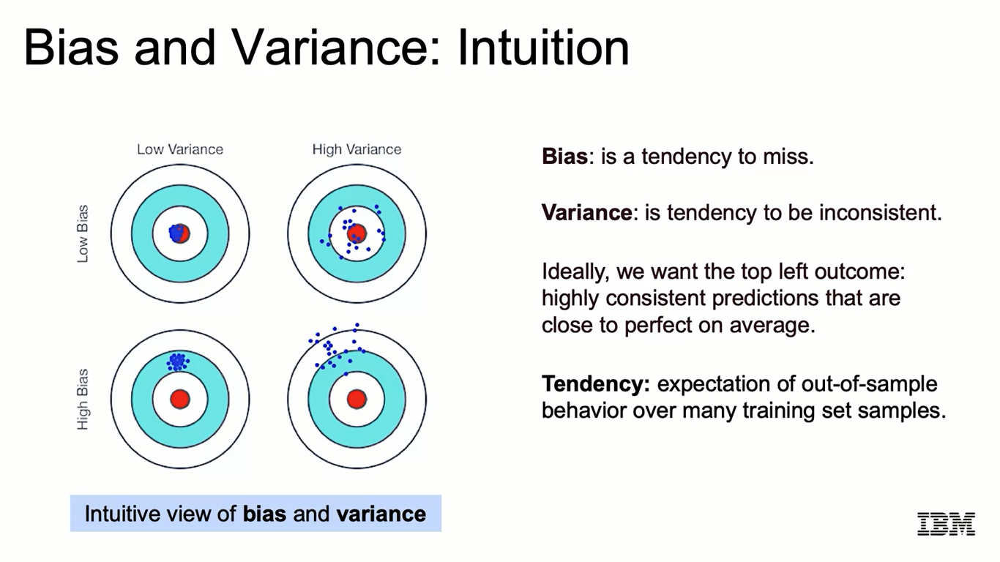 Bias and Variance: Intuition
Low Variance
High Variance
Low Bias
High Bias
Intuitive view of bias and variance
Bias: is a tendency to miss.
Variance: is tendency to be inconsistent.
Ideally, we want the top left outcome:
highly consistent predictions that are
close to perfect on average.
Tendency: expectation of out-of-sample
behavior over many training set samples.
IBM